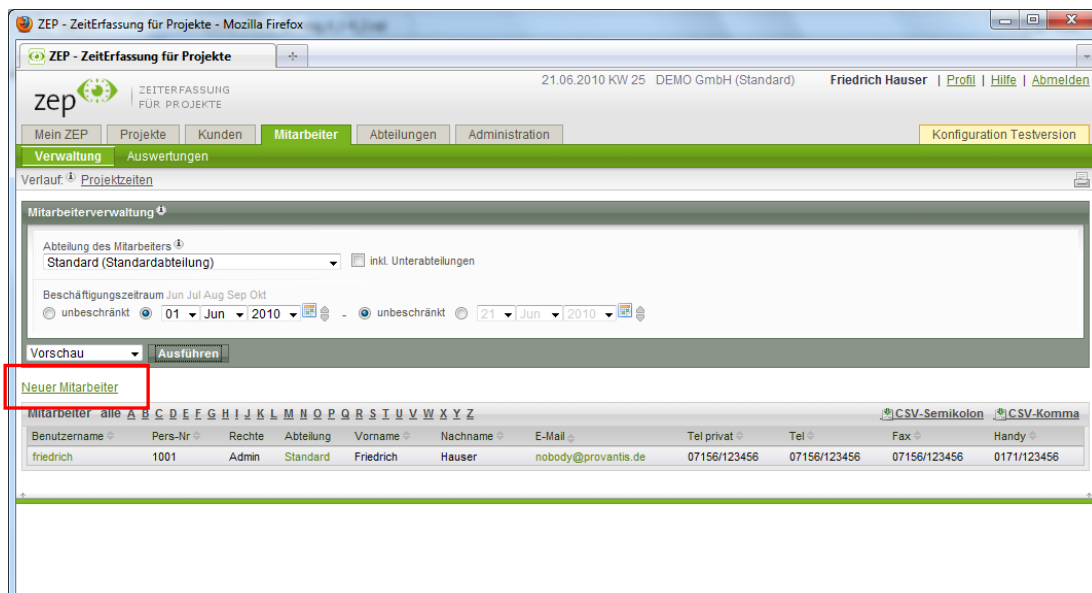 ZEP - ZeitErfassung für Projekte - Mozilla Firefox
ZEP - ZeitErfassung für Projekte
21.06.2010 KW 25 DEMO GmbH (Standard) Friedrich Hauser | Profil | Hilfe | Abmelden
zep ZEITERFASSUNG
FÜR PROJEKTE
Mein ZEP Projekte Kunden Mitarbeiter Abteilungen Administration Konfiguration Testversion
Verwaltung Auswertungen
Verlauf: Projektzeiten
Mitarbeiterverwaltung
Abteilung des Mitarbeiters
Standard (Standardabteilung) inkl. Unterabteilungen
Beschäftigungszeitraum Jun Jul Aug Sep Okt
unbeschränkt 01 Jun 2010 - unbeschränkt 21 Jun 2010
Vorschau Ausführen
Neuer Mitarbeiter
Mitarbeiter alle A B C D E F G H I J K L M N O P Q R S T U V W X Y Z CSV-Semikolon CSV-Komma
Benutzername Pers-Nr Rechte Abteilung Vorname Nachname E-Mail Tel privat Tel Fax Handy
friedrich 1001 Admin Standard Friedrich Hauser nobody@provantis.de 07156/123456 07156/123456 07156/123456 0171/123456